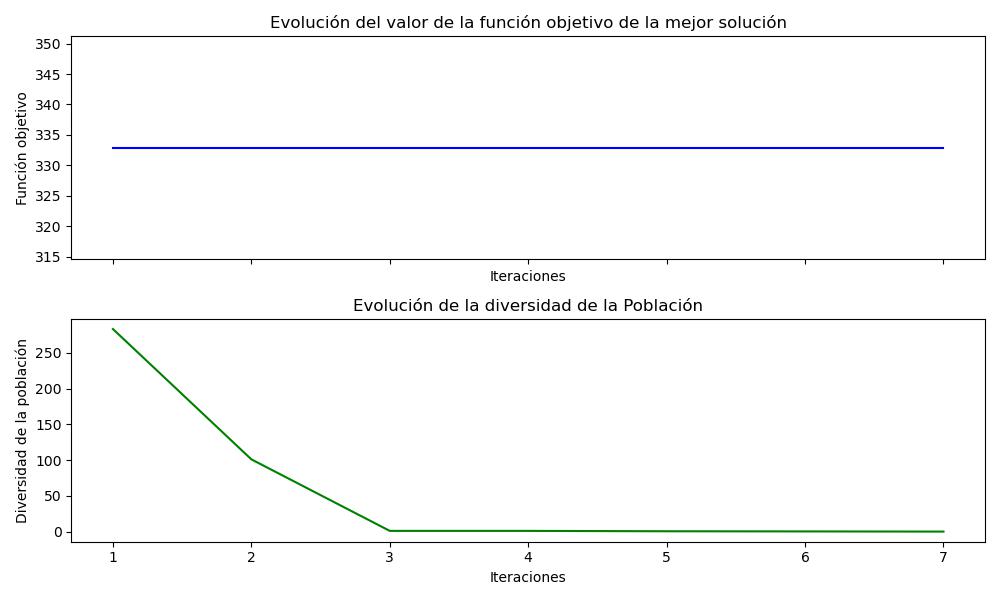 Evolución del valor de la función objetivo de la mejor solución
Función objetivo
350
345
340
335
330
325
320
315
Iteraciones
Evolución de la diversidad de la Población
Diversidad de la población
250
200
150
100
50
0
1 2 3 4 5 6 7
Iteraciones